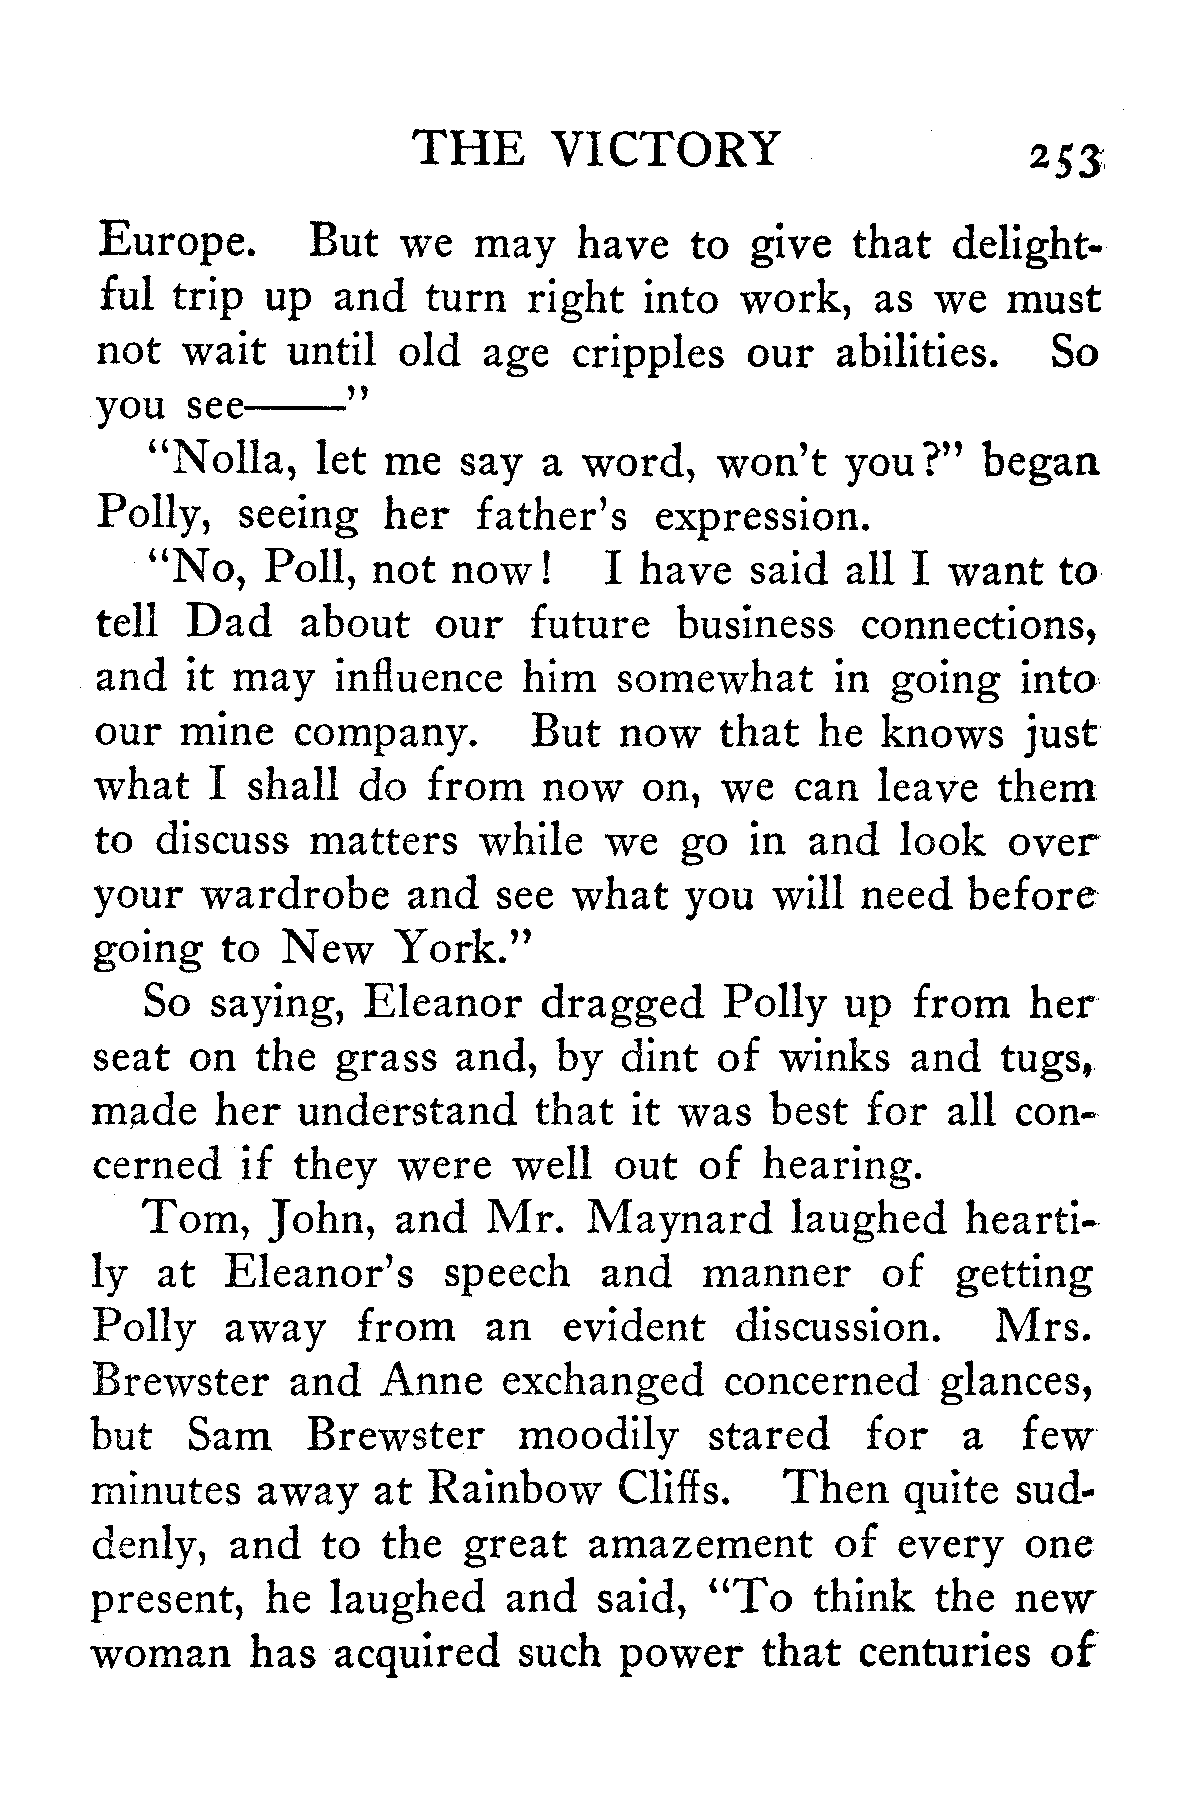 THE VICTORY 253
Europe. But we may have to give that delight-
ful trip up and turn right into work, as we must
not wait until old age cripples our abilities. So
you see——"
"Nolla, let me say a word, won't you?" began
Polly, seeing her father's expression.
"No, Poll, not now! I have said all I want to
tell Dad about our future business connections,
and it may influence him somewhat in going into
our mine company. But now that he knows just
what I shall do from now on, we can leave them
to discuss matters while we go in and look over
your wardrobe and see what you will need before
going to New York."
So saying, Eleanor dragged Polly up from her
seat on the grass and, by dint of winks and tugs,
made her understand that it was best for all con-
cerned if they were well out of hearing.
Tom, John, and Mr. Maynard laughed hearti-
ly at Eleanor's speech and manner of getting
Polly away from an evident discussion. Mrs.
Brewster and Anne exchanged concerned glances,
but Sam Brewster moodily stared for a few
minutes away at Rainbow Cliffs. Then quite sud-
denly, and to the great amazement of every one
present, he laughed and said, "To think the new
woman has acquired such power that centuries of